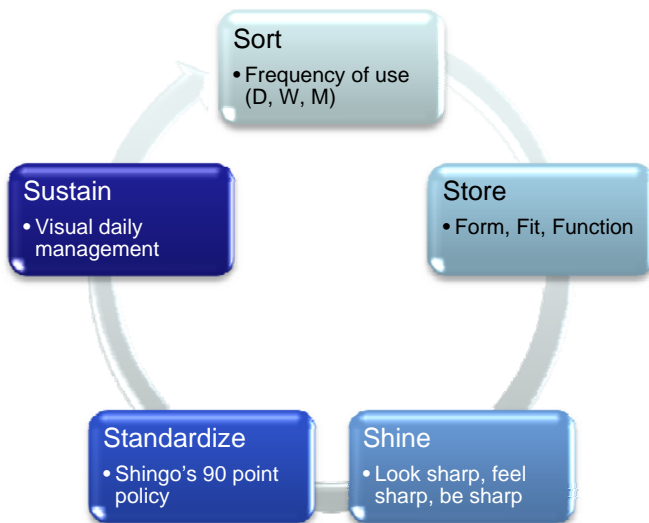 Sort
• Frequency of use
(D, W, M)
Store
• Form, Fit, Function
Shine
• Look sharp, feel
sharp, be sharp
Standardize
• Shingo’s 90 point
policy
Sustain
• Visual daily
management